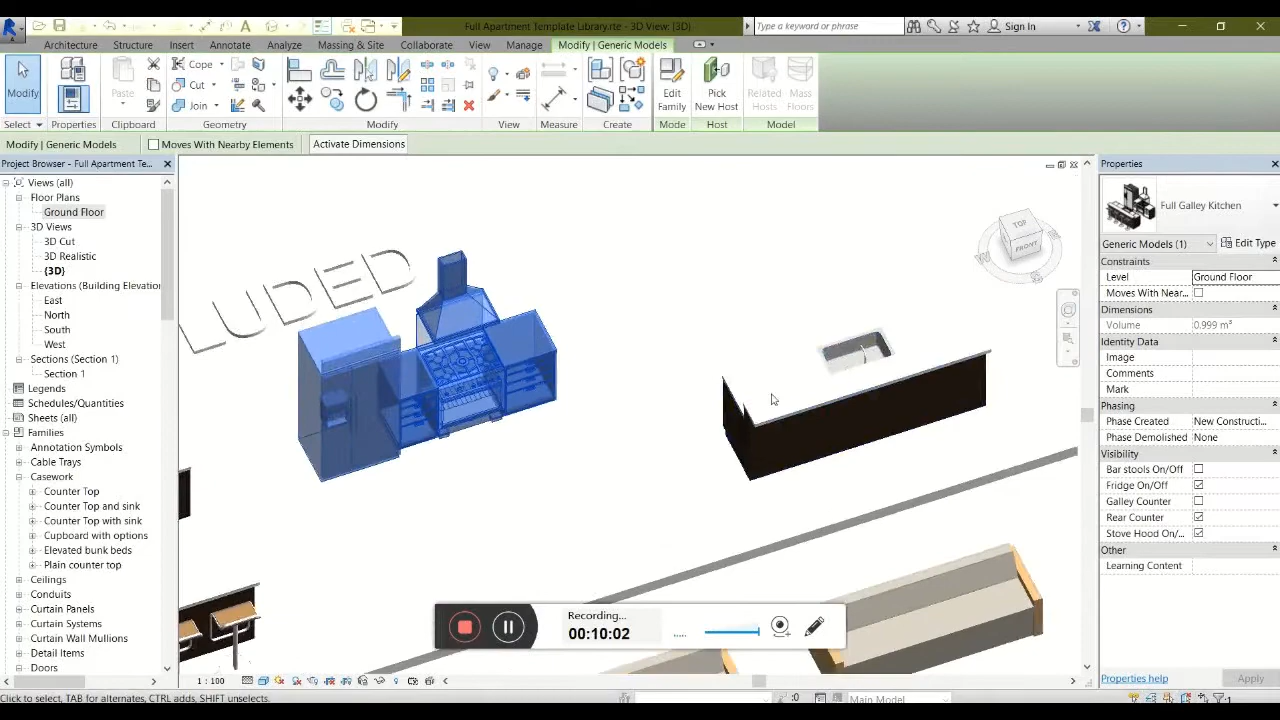 Full Apartment Template Library.rte - 3D View: {3D}
Type a keyword or phrase
Sign In
Architecture
Structure
Insert
Annotate
Analyze
Massing & Site
Collaborate
View
Manage
Modify | Generic Models
Modify
Paste
Cope
Cut
Join
Edit
Family
Pick
New Host
Related
Hosts
Mass
Floors
Select
Properties
Clipboard
Geometry
Modify
View
Measure
Create
Mode
Host
Model
Modify | Generic Models
Moves With Nearby Elements
Activate Dimensions
Project Browser - Full Apartment Te...
Views (all)
Floor Plans
Ground Floor
3D Views
3D Cut
3D Realistic
{3D}
Elevations (Building Elevation
East
North
South
West
Sections (Section 1)
Section 1
Legends
Schedules/Quantities
Sheets (all)
Families
Annotation Symbols
Cable Trays
Casework
Counter Top
Counter Top and sink
Counter Top with sink
Cupboard with options
Elevated bunk beds
Plain counter top
Ceilings
Conduits
Curtain Panels
Curtain Systems
Curtain Wall Mullions
Detail Items
Doors
LUDED
TOP
FRONT
Recording...
00:10:02
1 : 100
Properties
Full Galley Kitchen
Generic Models (1)
Edit Type
Constraints
Level
Ground Floor
Moves With Near...
Dimensions
Volume
0.999 m³
Identity Data
Image
Comments
Mark
Phasing
Phase Created
New Constructi...
Phase Demolished
None
Visibility
Bar stools On/Off
Fridge On/Off
Galley Counter
Rear Counter
Stove Hood On/...
Other
Learning Content
Properties help
Apply
Click to select, TAB for alternates, CTRL adds, SHIFT unselects.
:0
Main Model
:1